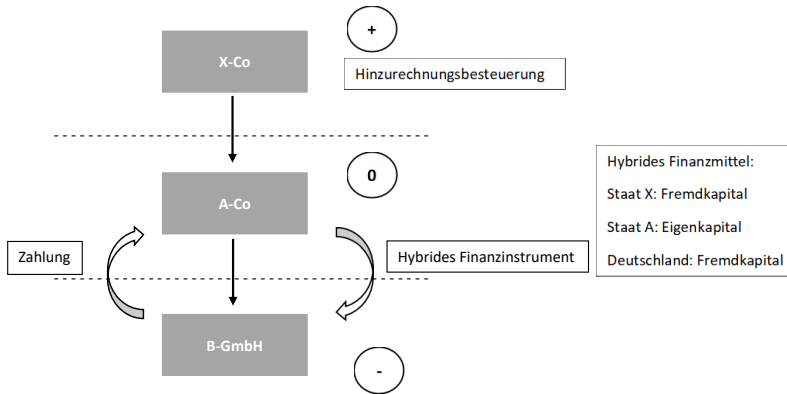 +
X-Co
Hinzurechnungsbesteuerung
0
A-Co
Hybrides Finanzmittel:
Staat X: Fremdkapital
Staat A: Eigenkapital
Deutschland: Fremdkapital
Zahlung
Hybrides Finanzinstrument
B-GmbH
-